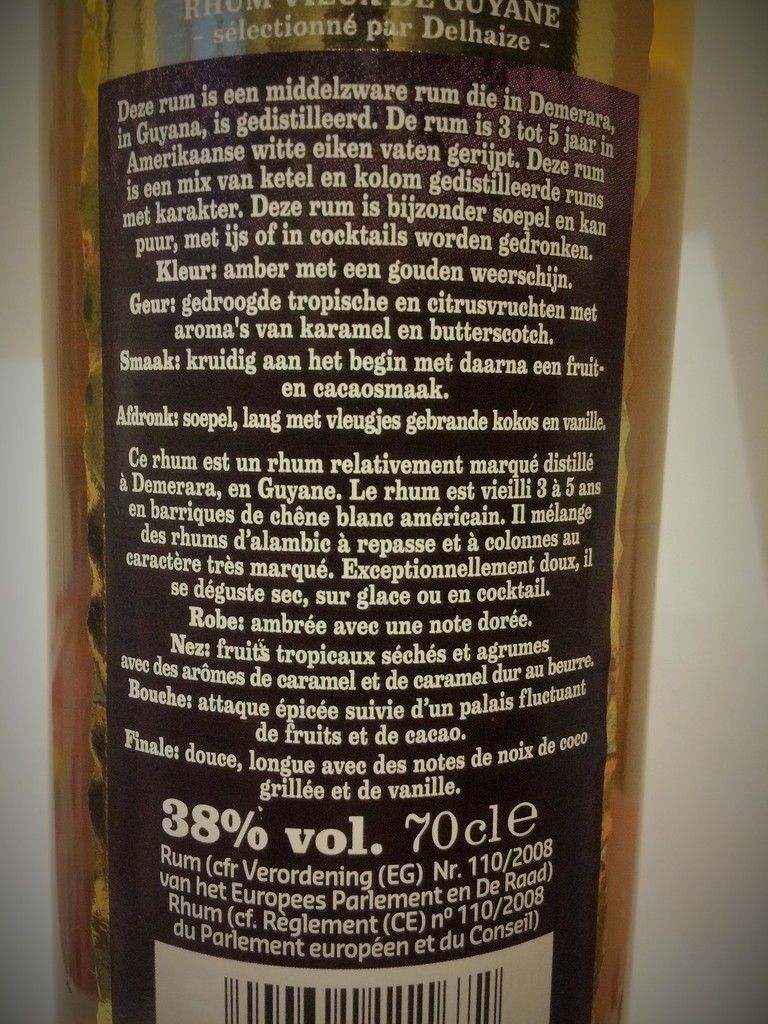 RHUM VIEUX DE GUYANE
- sélectionné par Delhaize -
Deze rum is een middelzware rum die in Demerara,
in Guyana, is gedistilleerd. De rum is 3 tot 5 jaar in
Amerikaanse witte eiken vaten gerijpt. Deze rum
is een mix van ketel en kolom gedistilleerde rums
met karakter. Deze rum is bijzonder soepel en kan
puur, met ijs of in cocktails worden gedronken.
Kleur: amber met een gouden weerschijn.
Geur: gedroogde tropische en citrusvruchten met
aroma's van karamel en butterscotch.
Smaak: kruidig aan het begin met daarna een fruit-
en cacaosmaak.
Afdronk: soepel, lang met vleugjes gebrande kokos en vanille.
Ce rhum est un rhum relativement marqué distillé
à Demerara, en Guyane. Le rhum est vieilli 3 à 5 ans
en barriques de chêne blanc américain. Il mélange
des rhums d'alambic à repasse et à colonnes au
caractère très marqué. Exceptionnellement doux, il
se déguste sec, sur glace ou en cocktail.
Robe: ambrée avec une note dorée.
Nez: fruits tropicaux séchés et agrumes
avec des arômes de caramel et de caramel dur au beurre.
Bouche: attaque épicée suivie d'un palais fluctuant
de fruits et de cacao.
Finale: douce, longue avec des notes de noix de coco
grillée et de vanille.
38% vol. 70cl e
Rum (cfr Verordening (EG) Nr. 110/2008
van het Europees Parlement en De Raad)
Rhum (cf. Règlement (CE) nº 110/2008
du Parlement européen et du Conseil)